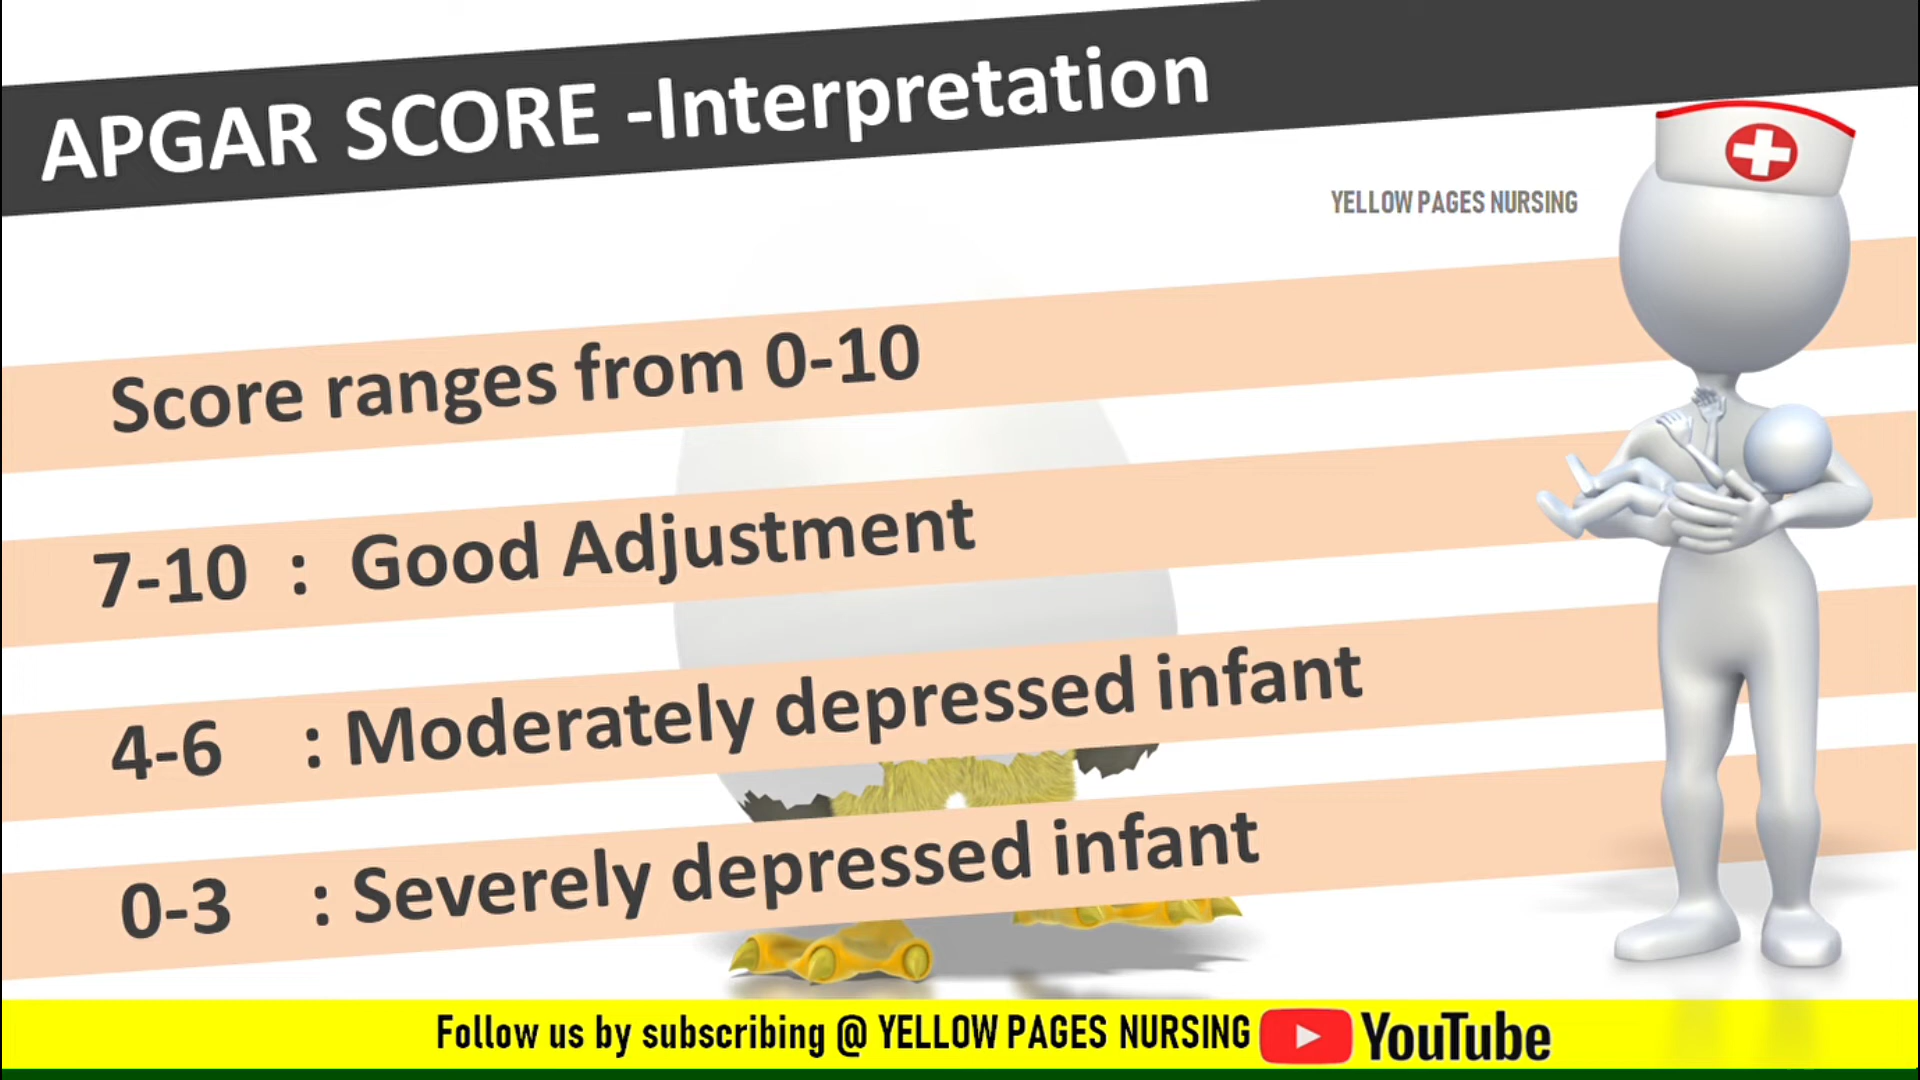 APGAR SCORE -Interpretation
YELLOW PAGES NURSING
Score ranges from 0-10
7-10 : Good Adjustment
4-6 : Moderately depressed infant
0-3 : Severely depressed infant
Follow us by subscribing @ YELLOW PAGES NURSING YouTube